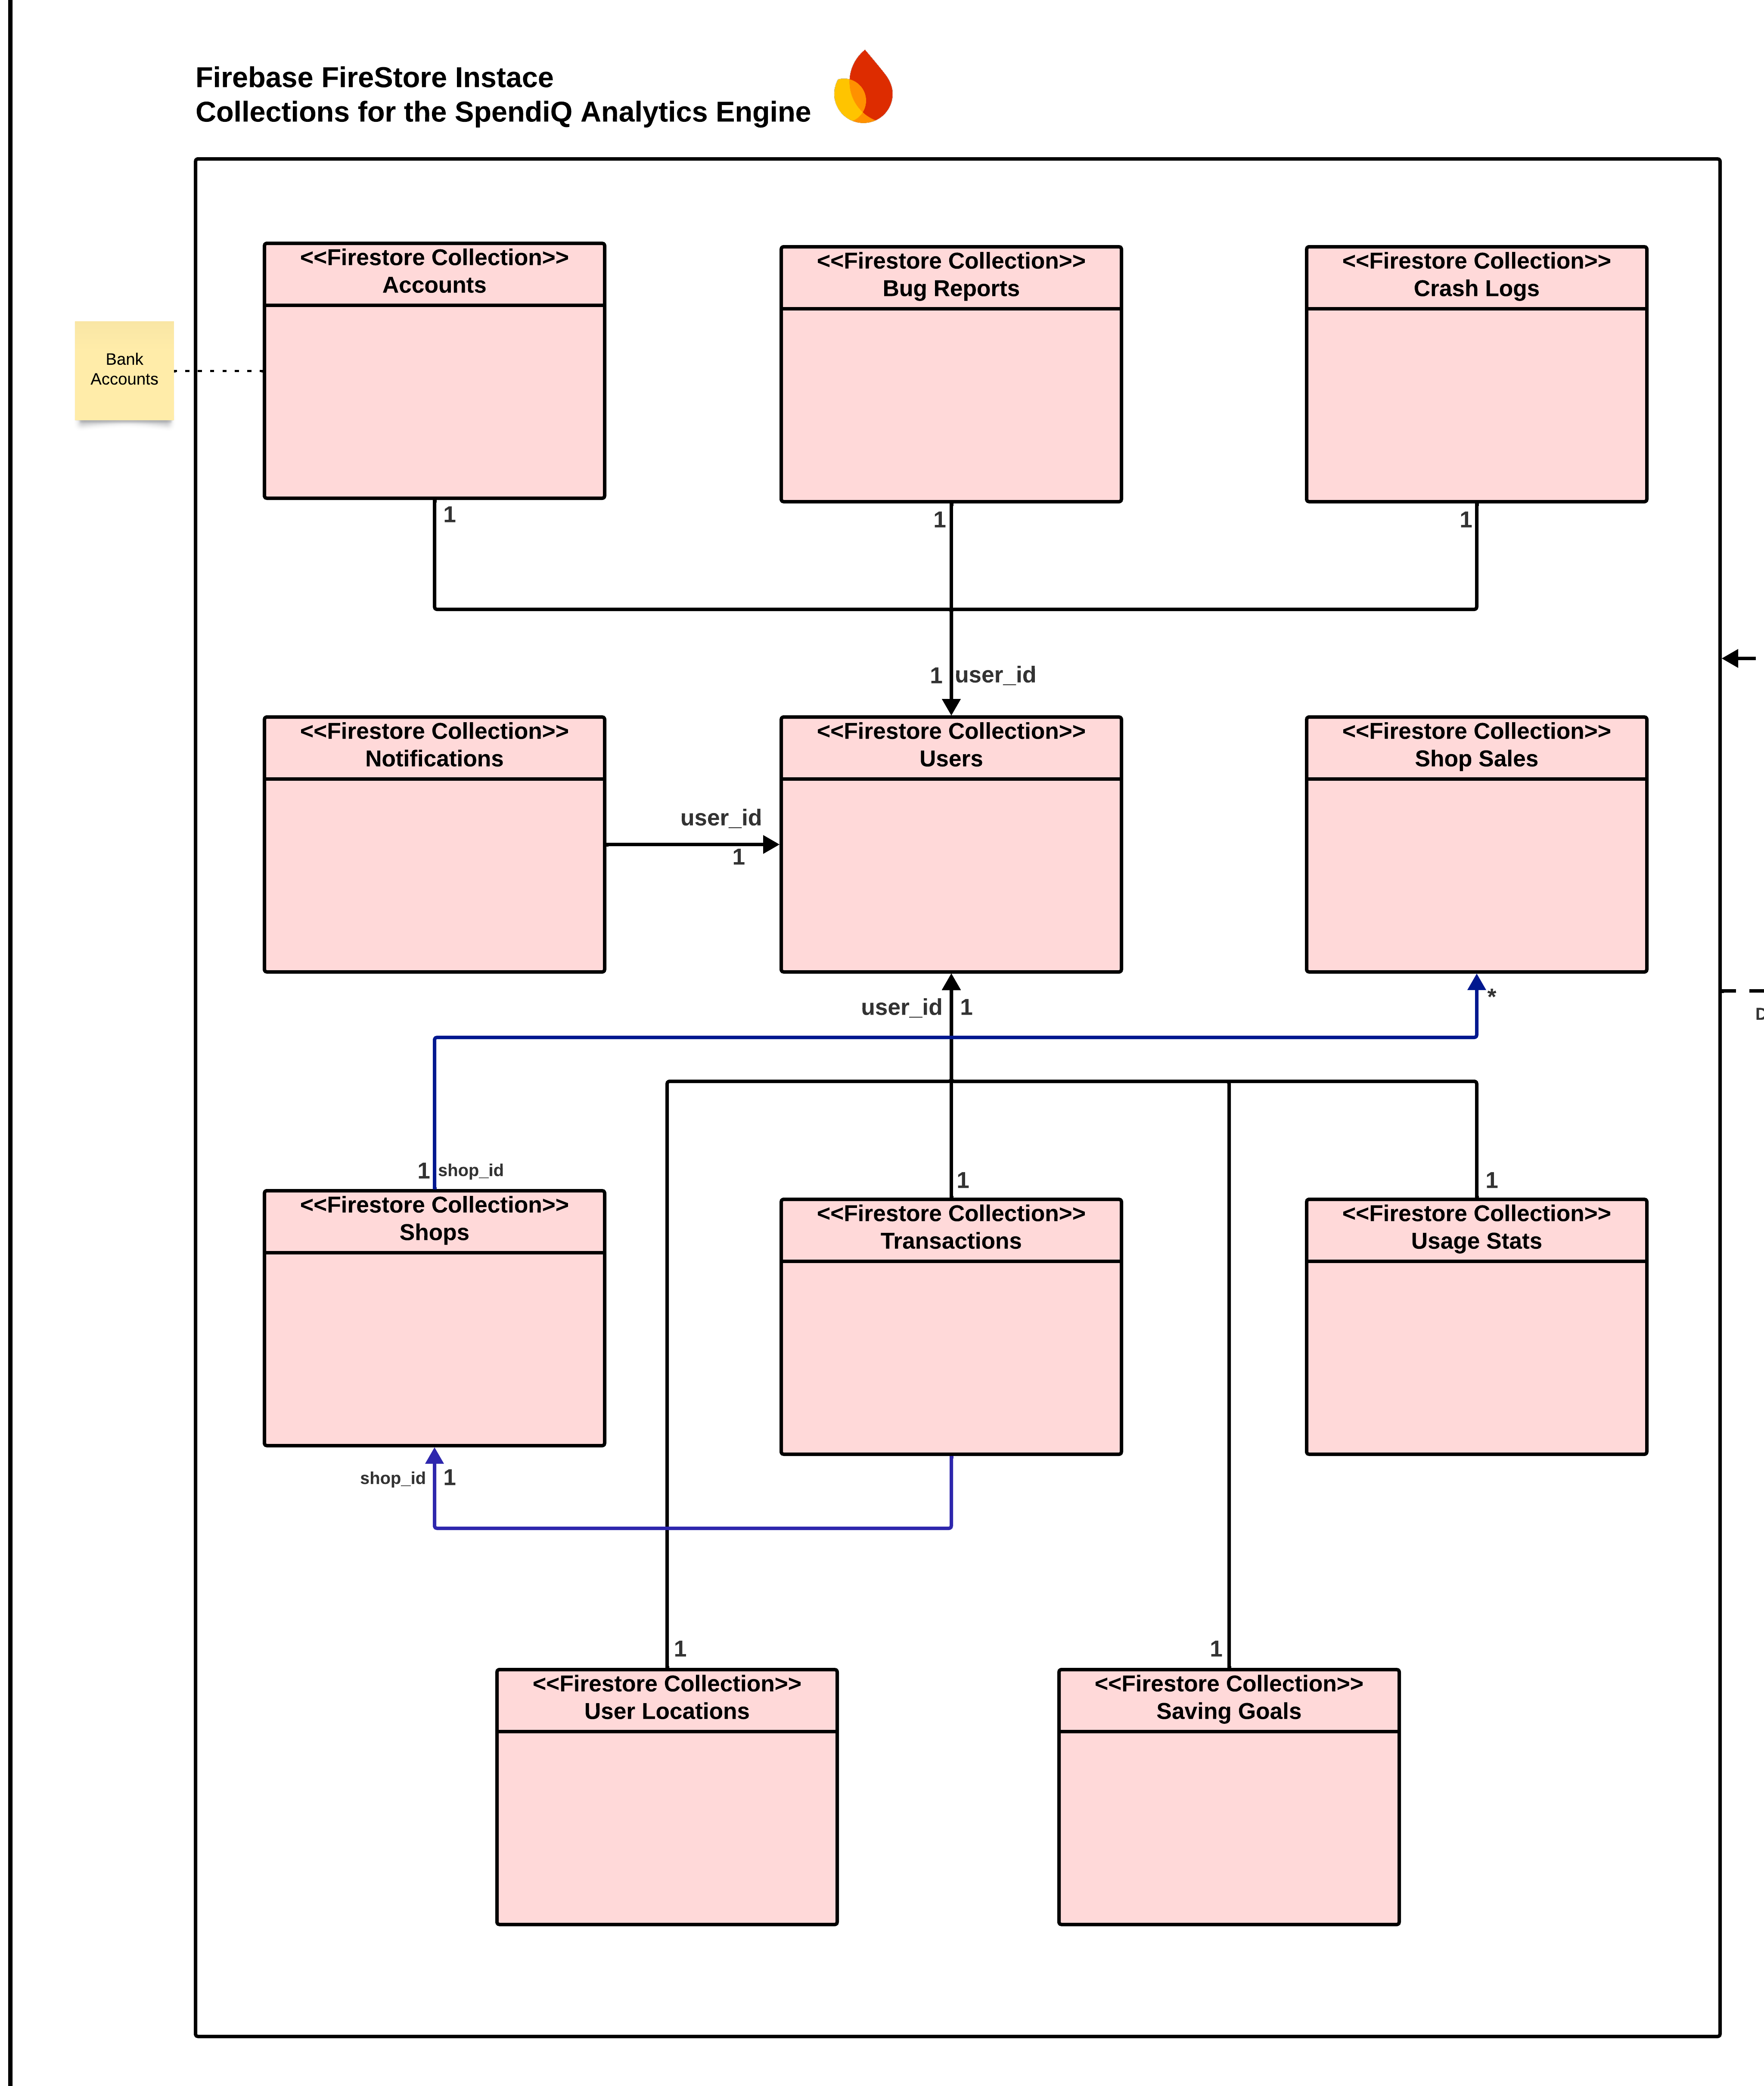 Firebase FireStore Instace
Collections for the SpendiQ Analytics Engine
<<Firestore Collection>>
Accounts
<<Firestore Collection>>
Bug Reports
<<Firestore Collection>>
Crash Logs
Bank
Accounts
1
1
1
1 user_id
<<Firestore Collection>>
Notifications
<<Firestore Collection>>
Users
<<Firestore Collection>>
Shop Sales
user_id
1
user_id 1
*
D
1 shop_id
1
1
<<Firestore Collection>>
Shops
<<Firestore Collection>>
Transactions
<<Firestore Collection>>
Usage Stats
shop_id 1
1
1
<<Firestore Collection>>
User Locations
<<Firestore Collection>>
Saving Goals